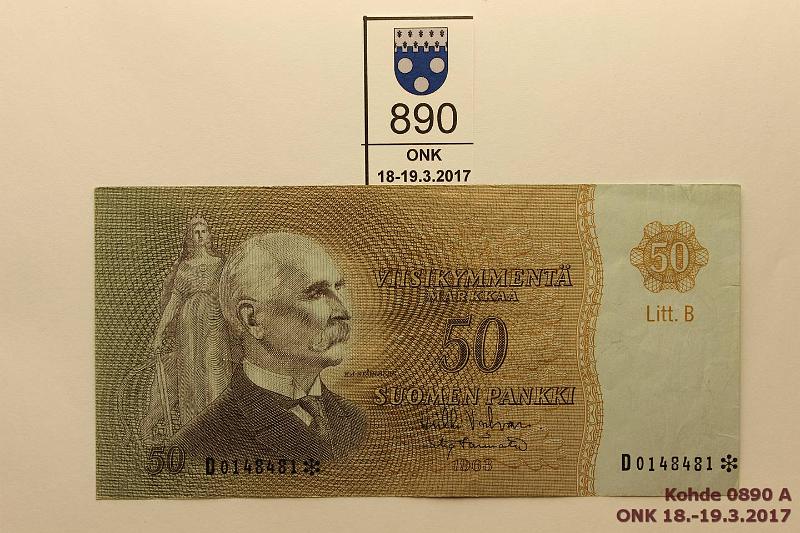 890
ONK
18-19.3.2017
50
Litt. B
VIISIKYMMENTÄ
MARKKAA
50
SUOMEN PANKKI
1963
50
D0148481*
D0148481*
Kohde 0890 A
ONK 18.-19.3.2017